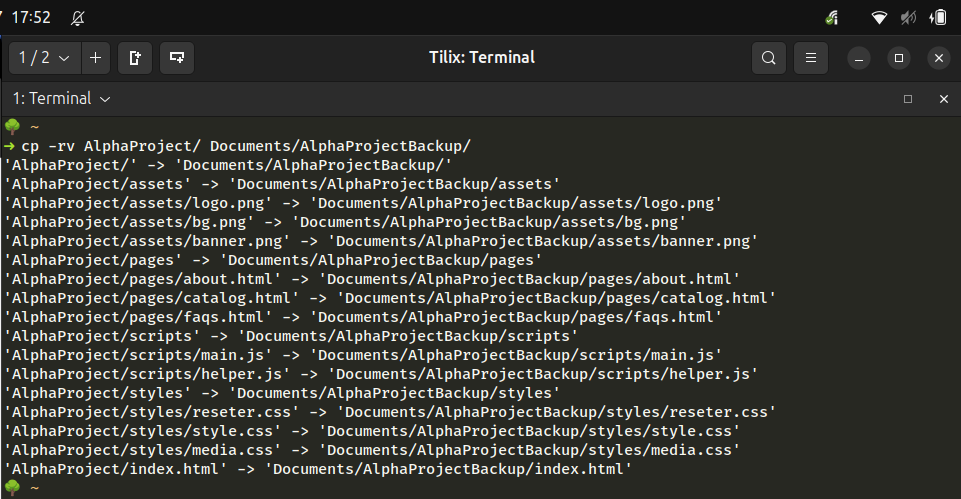 17:52
1 / 2
Tilix: Terminal
1: Terminal
~
→ cp -rv AlphaProject/ Documents/AlphaProjectBackup/
'AlphaProject/' -> 'Documents/AlphaProjectBackup/'
'AlphaProject/assets' -> 'Documents/AlphaProjectBackup/assets'
'AlphaProject/assets/logo.png' -> 'Documents/AlphaProjectBackup/assets/logo.png'
'AlphaProject/assets/bg.png' -> 'Documents/AlphaProjectBackup/assets/bg.png'
'AlphaProject/assets/banner.png' -> 'Documents/AlphaProjectBackup/assets/banner.png'
'AlphaProject/pages' -> 'Documents/AlphaProjectBackup/pages'
'AlphaProject/pages/about.html' -> 'Documents/AlphaProjectBackup/pages/about.html'
'AlphaProject/pages/catalog.html' -> 'Documents/AlphaProjectBackup/pages/catalog.html'
'AlphaProject/pages/faqs.html' -> 'Documents/AlphaProjectBackup/pages/faqs.html'
'AlphaProject/scripts' -> 'Documents/AlphaProjectBackup/scripts'
'AlphaProject/scripts/main.js' -> 'Documents/AlphaProjectBackup/scripts/main.js'
'AlphaProject/scripts/helper.js' -> 'Documents/AlphaProjectBackup/scripts/helper.js'
'AlphaProject/styles' -> 'Documents/AlphaProjectBackup/styles'
'AlphaProject/styles/reseter.css' -> 'Documents/AlphaProjectBackup/styles/reseter.css'
'AlphaProject/styles/style.css' -> 'Documents/AlphaProjectBackup/styles/style.css'
'AlphaProject/styles/media.css' -> 'Documents/AlphaProjectBackup/styles/media.css'
'AlphaProject/index.html' -> 'Documents/AlphaProjectBackup/index.html'
~